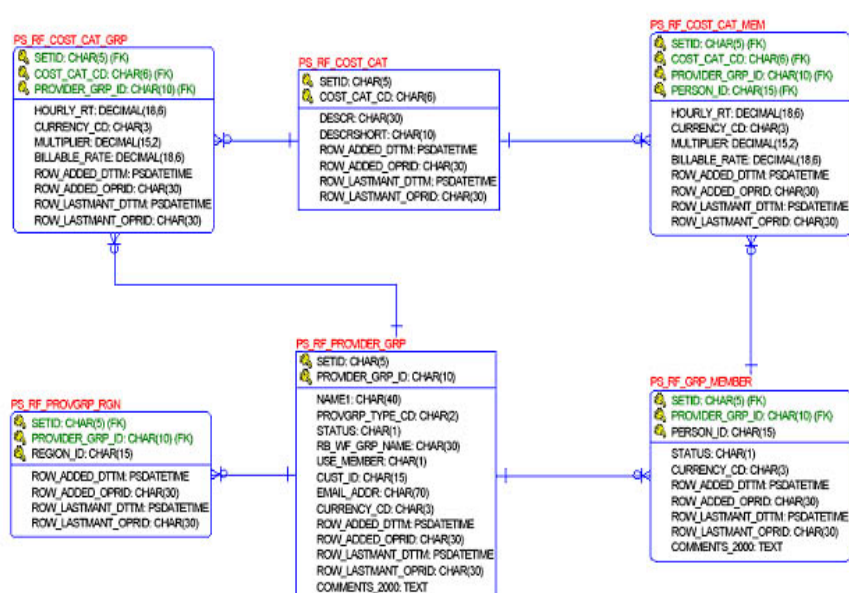 PS_RF_COST_CAT_GRP
SETID: CHAR(5) (FK)
COST_CAT_CD: CHAR(6) (FK)
PROVIDER_GRP_ID: CHAR(10) (FK)
HOURLY_RT: DECIMAL(18,6)
CURRENCY_CD: CHAR(3)
MULTIPLIER: DECIMAL(15,2)
BILLABLE_RATE: DECIMAL(18,6)
ROW_ADDED_DTTM: PSDATETIME
ROW_ADDED_OPRID: CHAR(30)
ROW_LASTMANT_DTTM: PSDATETIME
ROW_LASTMANT_OPRID: CHAR(30)
PS_RF_COST_CAT
SETID: CHAR(5)
COST_CAT_CD: CHAR(6)
DESCR: CHAR(30)
DESCRSHORT: CHAR(10)
ROW_ADDED_DTTM: PSDATETIME
ROW_ADDED_OPRID: CHAR(30)
ROW_LASTMANT_DTTM: PSDATETIME
ROW_LASTMANT_OPRID: CHAR(30)
PS_RF_COST_CAT_MEM
SETID: CHAR(5) (FK)
COST_CAT_CD: CHAR(6) (FK)
PROVIDER_GRP_ID: CHAR(10) (FK)
PERSON_ID: CHAR(15) (FK)
HOURLY_RT: DECIMAL(18,6)
CURRENCY_CD: CHAR(3)
MULTIPLIER: DECIMAL(15,2)
BILLABLE_RATE: DECIMAL(18,6)
ROW_ADDED_DTTM: PSDATETIME
ROW_ADDED_OPRID: CHAR(30)
ROW_LASTMANT_DTTM: PSDATETIME
ROW_LASTMANT_OPRID: CHAR(30)
PS_RF_PROVGRP_RGN
SETID: CHAR(5) (FK)
PROVIDER_GRP_ID: CHAR(10) (FK)
REGION_ID: CHAR(15)
ROW_ADDED_DTTM: PSDATETIME
ROW_ADDED_OPRID: CHAR(30)
ROW_LASTMANT_DTTM: PSDATETIME
ROW_LASTMANT_OPRID: CHAR(30)
PS_RF_PROVIDER_GRP
SETID: CHAR(5)
PROVIDER_GRP_ID: CHAR(10)
NAME1: CHAR(40)
PROVGRP_TYPE_CD: CHAR(2)
STATUS: CHAR(1)
RB_WF_GRP_NAME: CHAR(30)
USE_MEMBER: CHAR(1)
CUST_ID: CHAR(15)
EMAIL_ADDR: CHAR(70)
CURRENCY_CD: CHAR(3)
ROW_ADDED_DTTM: PSDATETIME
ROW_ADDED_OPRID: CHAR(30)
ROW_LASTMANT_DTTM: PSDATETIME
ROW_LASTMANT_OPRID: CHAR(30)
COMMENTS_2000: TEXT
PS_RF_GRP_MEMBER
SETID: CHAR(5) (FK)
PROVIDER_GRP_ID: CHAR(10) (FK)
PERSON_ID: CHAR(15)
STATUS: CHAR(1)
CURRENCY_CD: CHAR(3)
ROW_ADDED_DTTM: PSDATETIME
ROW_ADDED_OPRID: CHAR(30)
ROW_LASTMANT_DTTM: PSDATETIME
ROW_LASTMANT_OPRID: CHAR(30)
COMMENTS_2000: TEXT